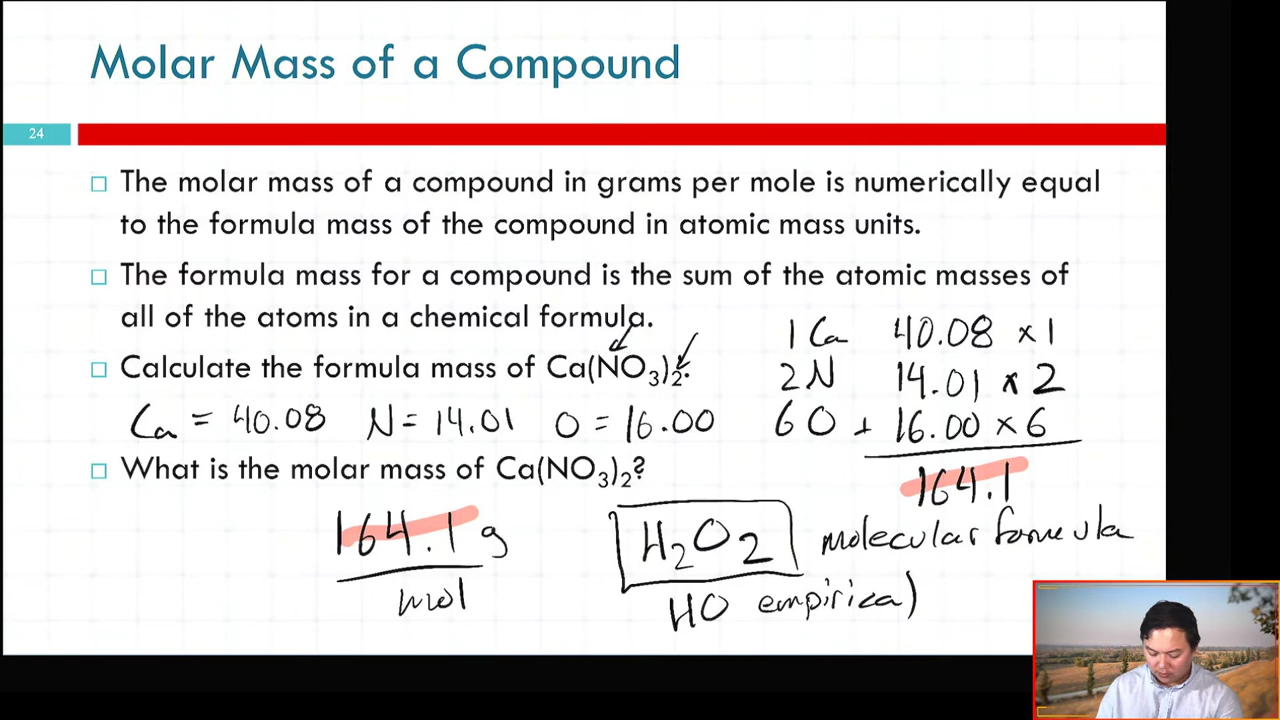 Molar Mass of a Compound
24
The molar mass of a compound in grams per mole is numerically equal
to the formula mass of the compound in atomic mass units.
The formula mass for a compound is the sum of the atomic masses of
all of the atoms in a chemical formula.
1 Ca 40.08 × 1
Calculate the formula mass of Ca(NO₃)₂.
2 N 14.01 × 2
Ca = 40.08 N = 14.01 O = 16.00
6 O + 16.00 × 6
What is the molar mass of Ca(NO₃)₂?
164.1
164.1 g
mol
H₂O₂ molecular formula
HO empirical